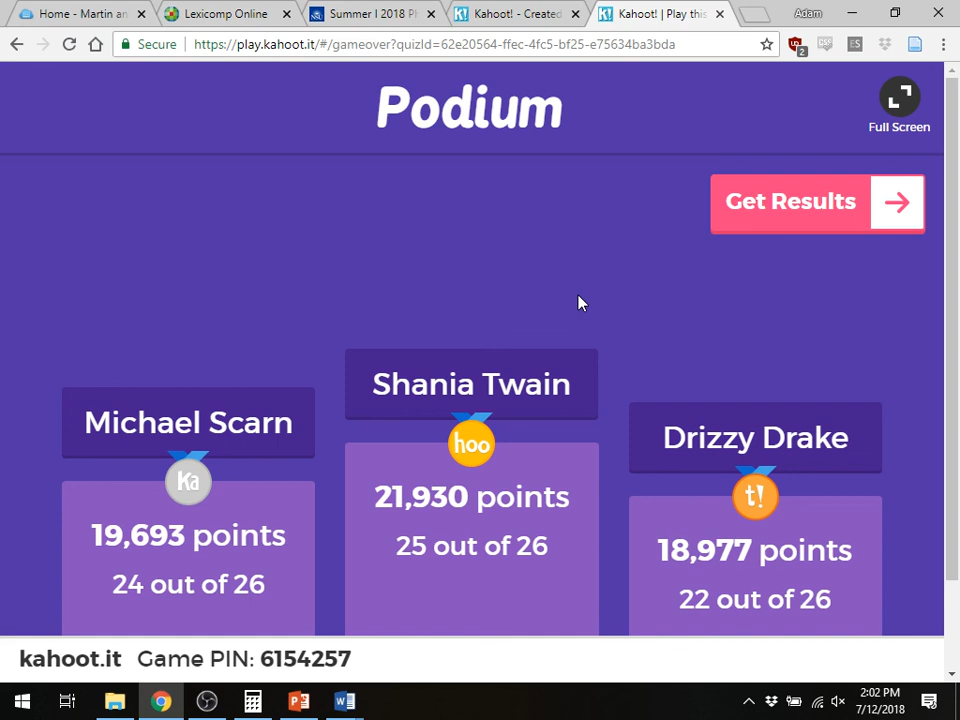 Home - Martin an
Lexicomp Online
Summer I 2018 P
Kahoot! - Created
Kahoot! | Play this
Adam
Secure
https://play.kahoot.it/#/gameover?quizId=62e20564-ffec-4fc5-bf25-e75634ba3bda
2
CSS
ES
Podium
Full Screen
Get Results
Shania Twain
hoo
21,930 points
25 out of 26
Michael Scarn
Ka
19,693 points
24 out of 26
Drizzy Drake
t!
18,977 points
22 out of 26
kahoot.it Game PIN: 6154257
2:02 PM
7/12/2018